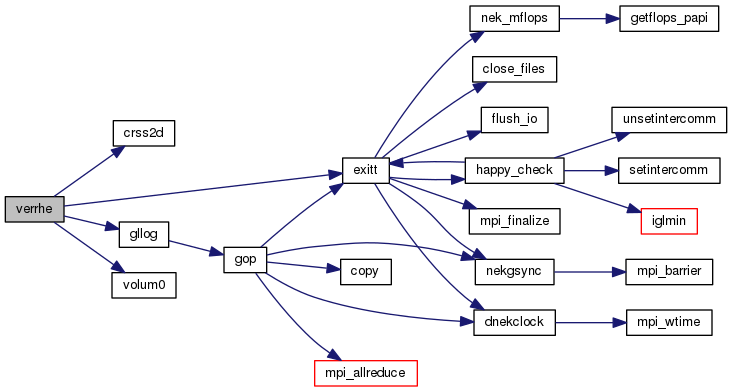 nek_mflops
getflops_papi
close_files
flush_io
unsetintercomm
crss2d
exitt
happy_check
setintercomm
verrhe
mpi_finalize
iglmin
gllog
gop
copy
nekgsync
mpi_barrier
volum0
dnekclock
mpi_wtime
mpi_allreduce